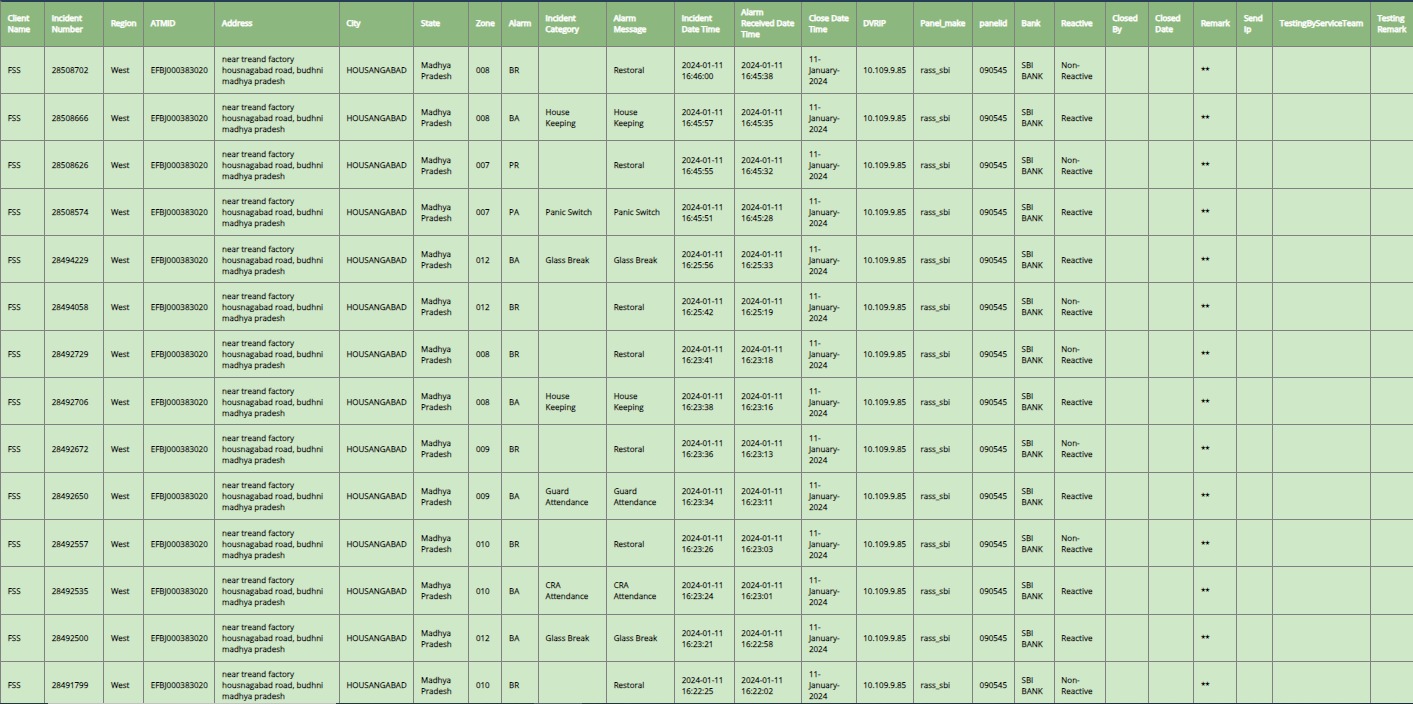 Client Name | Incident Number | Region | ATMID | Address | City | State | Zone | Alarm | Incident Category | Alarm Message | Incident Date Time | Alarm Received Date Time | Close Date Time | DVRIP | Panel_make | panelid | Bank | Reactive | Closed By | Closed Date | Remark | Send Ip | TestingByServiceTeam | Testing Remark
FSS | 28508702 | West | EFBJ000383020 | near treand factory housnagabad road, budhni madhya pradesh | HOUSANGABAD | Madhya Pradesh | 008 | BR | | Restoral | 2024-01-11 16:46:00 | 2024-01-11 16:45:38 | 11-January-2024 | 10.109.9.85 | rass_sbi | 090545 | SBI BANK | Non-Reactive | | | ** | | |
FSS | 28508666 | West | EFBJ000383020 | near treand factory housnagabad road, budhni madhya pradesh | HOUSANGABAD | Madhya Pradesh | 008 | BA | House Keeping | House Keeping | 2024-01-11 16:45:57 | 2024-01-11 16:45:35 | 11-January-2024 | 10.109.9.85 | rass_sbi | 090545 | SBI BANK | Reactive | | | ** | | |
FSS | 28508626 | West | EFBJ000383020 | near treand factory housnagabad road, budhni madhya pradesh | HOUSANGABAD | Madhya Pradesh | 007 | PR | | Restoral | 2024-01-11 16:45:55 | 2024-01-11 16:45:32 | 11-January-2024 | 10.109.9.85 | rass_sbi | 090545 | SBI BANK | Non-Reactive | | | ** | | |
FSS | 28508574 | West | EFBJ000383020 | near treand factory housnagabad road, budhni madhya pradesh | HOUSANGABAD | Madhya Pradesh | 007 | PA | Panic Switch | Panic Switch | 2024-01-11 16:45:51 | 2024-01-11 16:45:28 | 11-January-2024 | 10.109.9.85 | rass_sbi | 090545 | SBI BANK | Reactive | | | ** | | |
FSS | 28494229 | West | EFBJ000383020 | near treand factory housnagabad road, budhni madhya pradesh | HOUSANGABAD | Madhya Pradesh | 012 | BA | Glass Break | Glass Break | 2024-01-11 16:25:56 | 2024-01-11 16:25:33 | 11-January-2024 | 10.109.9.85 | rass_sbi | 090545 | SBI BANK | Reactive | | | ** | | |
FSS | 28494058 | West | EFBJ000383020 | near treand factory housnagabad road, budhni madhya pradesh | HOUSANGABAD | Madhya Pradesh | 012 | BR | | Restoral | 2024-01-11 16:25:42 | 2024-01-11 16:25:19 | 11-January-2024 | 10.109.9.85 | rass_sbi | 090545 | SBI BANK | Non-Reactive | | | ** | | |
FSS | 28492729 | West | EFBJ000383020 | near treand factory housnagabad road, budhni madhya pradesh | HOUSANGABAD | Madhya Pradesh | 008 | BR | | Restoral | 2024-01-11 16:23:41 | 2024-01-11 16:23:18 | 11-January-2024 | 10.109.9.85 | rass_sbi | 090545 | SBI BANK | Non-Reactive | | | ** | | |
FSS | 28492706 | West | EFBJ000383020 | near treand factory housnagabad road, budhni madhya pradesh | HOUSANGABAD | Madhya Pradesh | 008 | BA | House Keeping | House Keeping | 2024-01-11 16:23:38 | 2024-01-11 16:23:16 | 11-January-2024 | 10.109.9.85 | rass_sbi | 090545 | SBI BANK | Reactive | | | ** | | |
FSS | 28492672 | West | EFBJ000383020 | near treand factory housnagabad road, budhni madhya pradesh | HOUSANGABAD | Madhya Pradesh | 009 | BR | | Restoral | 2024-01-11 16:23:36 | 2024-01-11 16:23:13 | 11-January-2024 | 10.109.9.85 | rass_sbi | 090545 | SBI BANK | Non-Reactive | | | ** | | |
FSS | 28492650 | West | EFBJ000383020 | near treand factory housnagabad road, budhni madhya pradesh | HOUSANGABAD | Madhya Pradesh | 009 | BA | Guard Attendance | Guard Attendance | 2024-01-11 16:23:34 | 2024-01-11 16:23:11 | 11-January-2024 | 10.109.9.85 | rass_sbi | 090545 | SBI BANK | Reactive | | | ** | | |
FSS | 28492557 | West | EFBJ000383020 | near treand factory housnagabad road, budhni madhya pradesh | HOUSANGABAD | Madhya Pradesh | 010 | BR | | Restoral | 2024-01-11 16:23:26 | 2024-01-11 16:23:03 | 11-January-2024 | 10.109.9.85 | rass_sbi | 090545 | SBI BANK | Non-Reactive | | | ** | | |
FSS | 28492535 | West | EFBJ000383020 | near treand factory housnagabad road, budhni madhya pradesh | HOUSANGABAD | Madhya Pradesh | 010 | BA | CRA Attendance | CRA Attendance | 2024-01-11 16:23:24 | 2024-01-11 16:23:01 | 11-January-2024 | 10.109.9.85 | rass_sbi | 090545 | SBI BANK | Reactive | | | ** | | |
FSS | 28492500 | West | EFBJ000383020 | near treand factory housnagabad road, budhni madhya pradesh | HOUSANGABAD | Madhya Pradesh | 012 | BA | Glass Break | Glass Break | 2024-01-11 16:23:21 | 2024-01-11 16:22:58 | 11-January-2024 | 10.109.9.85 | rass_sbi | 090545 | SBI BANK | Reactive | | | ** | | |
FSS | 28491799 | West | EFBJ000383020 | near treand factory housnagabad road, budhni madhya pradesh | HOUSANGABAD | Madhya Pradesh | 010 | BR | | Restoral | 2024-01-11 16:22:25 | 2024-01-11 16:22:02 | 11-January-2024 | 10.109.9.85 | rass_sbi | 090545 | SBI BANK | Non-Reactive | | | ** | | |